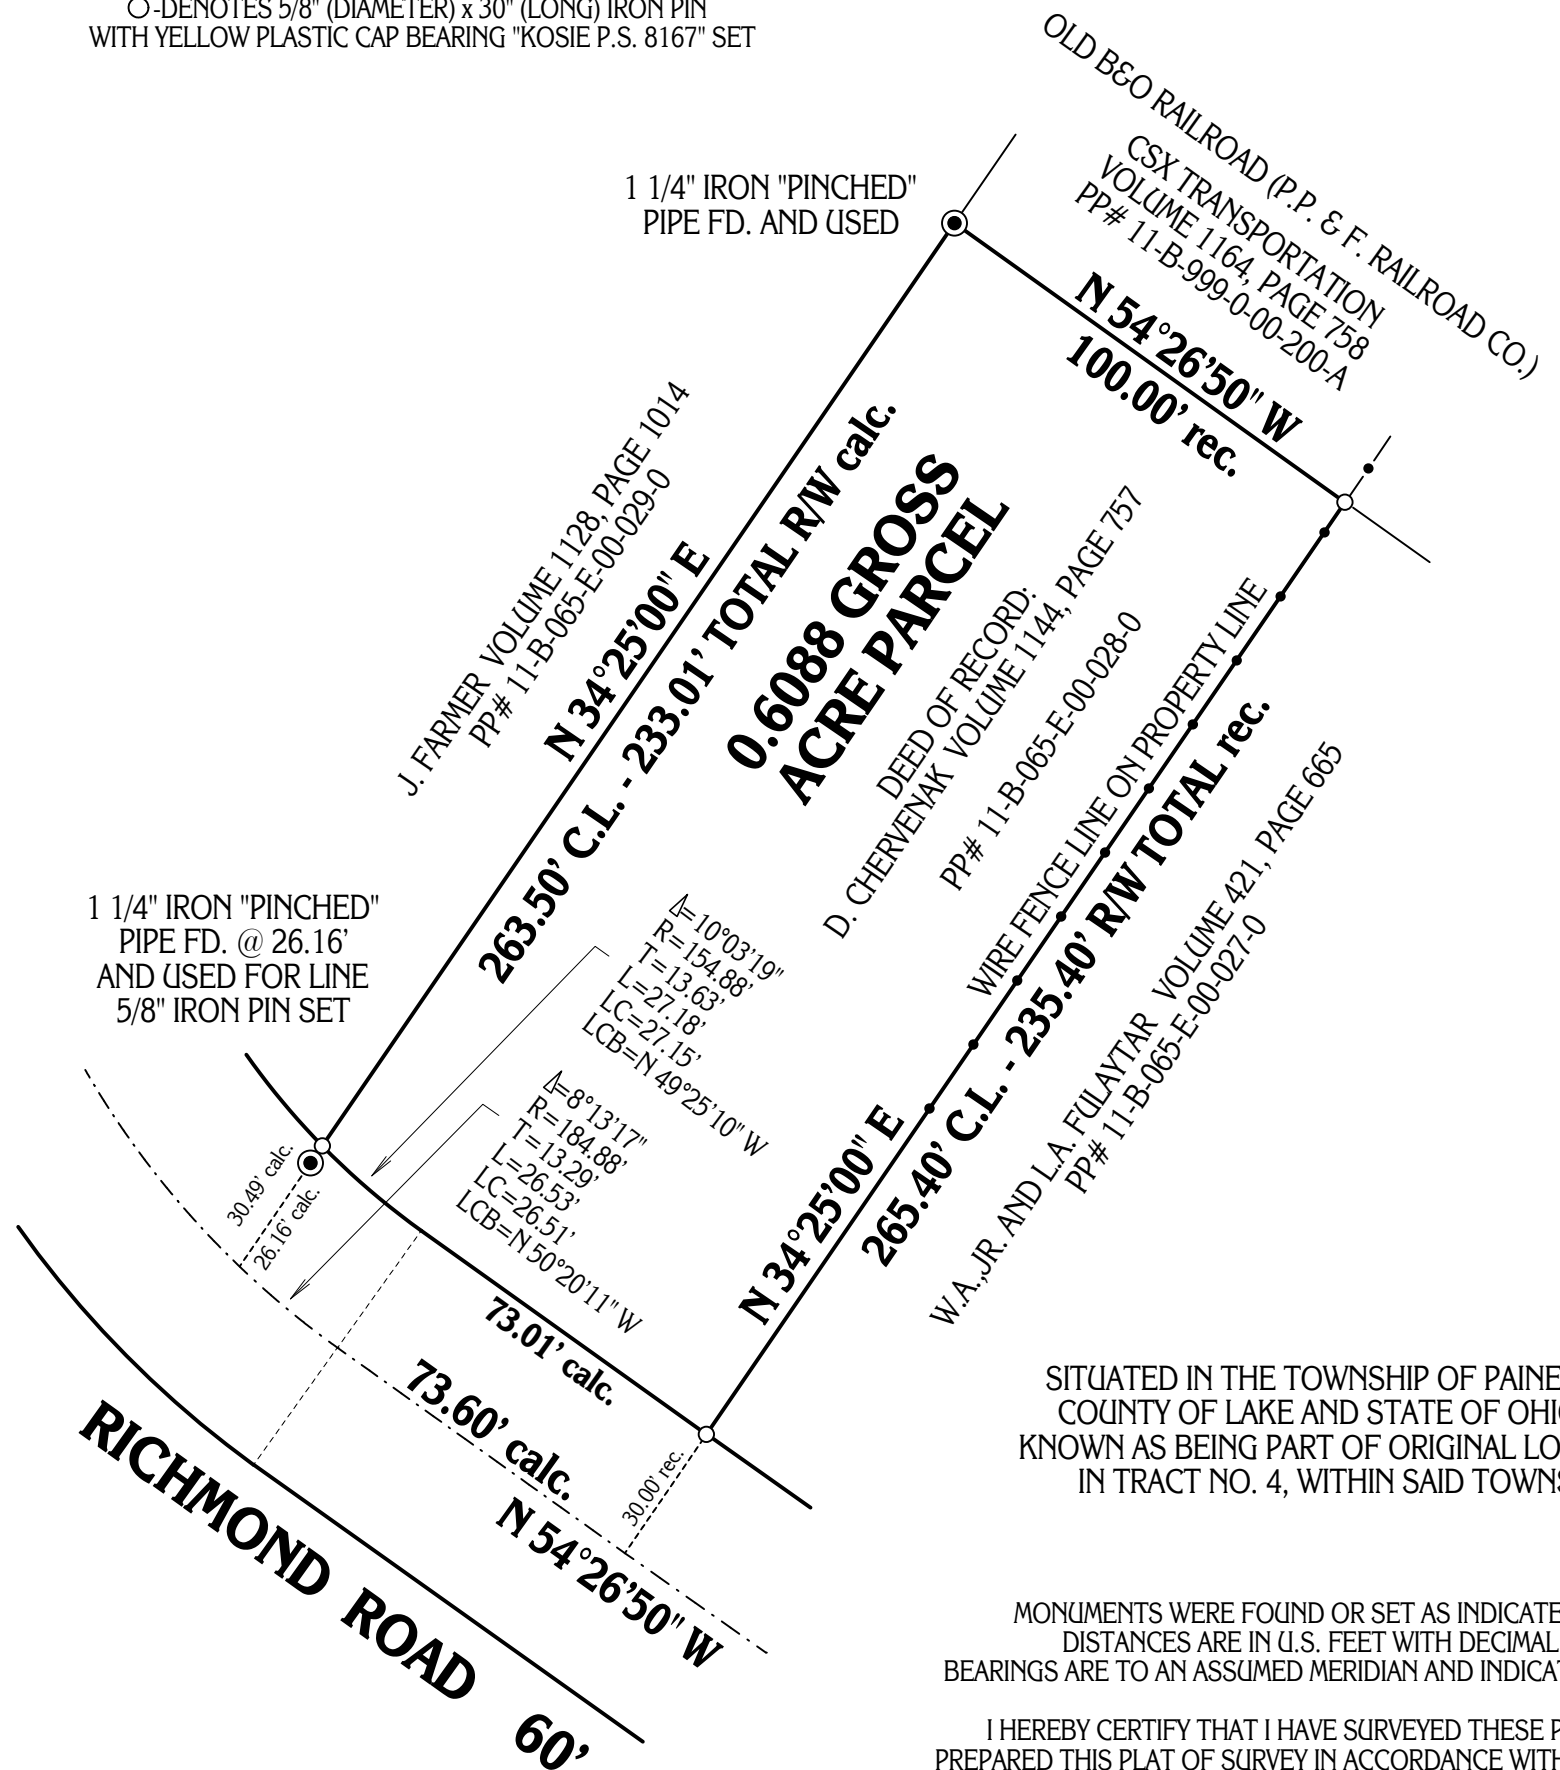 O-DENOTES 5/8" (DIAMETER) x 30" (LONG) IRON PIN
WITH YELLOW PLASTIC CAP BEARING "KOSIE P.S. 8167" SET
OLD B&O RAILROAD (P.P. & F. RAILROAD CO.)
CSX TRANSPORTATION
VOLUME 1164, PAGE 758
PP# 11-B-999-0-00-200-A
1 1/4" IRON "PINCHED"
PIPE FD. AND USED
N 54°26'50" W
100.00' rec.
J. FARMER VOLUME 1128, PAGE 1014
PP# 11-B-065-E-00-029-0
N 34°25'00" E
263.50' C.L. - 233.01' TOTAL R/W calc.
0.6088 GROSS
ACRE PARCEL
DEED OF RECORD:
D. CHERVENAK VOLUME 1144, PAGE 757
PP# 11-B-065-E-00-028-0
WIRE FENCE LINE ON PROPERTY LINE
N 34°25'00" E
265.40' C.L. - 235.40' R/W TOTAL rec.
W.A.,JR. AND L.A. FULAYTAR VOLUME 421, PAGE 665
PP# 11-B-065-E-00-027-0
1 1/4" IRON "PINCHED"
PIPE FD. @ 26.16'
AND USED FOR LINE
5/8" IRON PIN SET
Δ=10°03'19"
R=154.88'
T=13.63'
L=27.18'
LC=27.15'
LCB=N 49°25'10" W
Δ=8°13'17"
R=184.88'
T=13.29'
L=26.53'
LC=26.51'
LCB=N 50°20'11" W
30.49' calc.
26.16' calc.
73.01' calc.
73.60' calc.
N 54°26'50" W
30.00' rec.
RICHMOND ROAD 60'
SITUATED IN THE TOWNSHIP OF PAINE
COUNTY OF LAKE AND STATE OF OHI
KNOWN AS BEING PART OF ORIGINAL LO
IN TRACT NO. 4, WITHIN SAID TOWNS
MONUMENTS WERE FOUND OR SET AS INDICATE
DISTANCES ARE IN U.S. FEET WITH DECIMAL
BEARINGS ARE TO AN ASSUMED MERIDIAN AND INDICAT
I HEREBY CERTIFY THAT I HAVE SURVEYED THESE P
PREPARED THIS PLAT OF SURVEY IN ACCORDANCE WITH